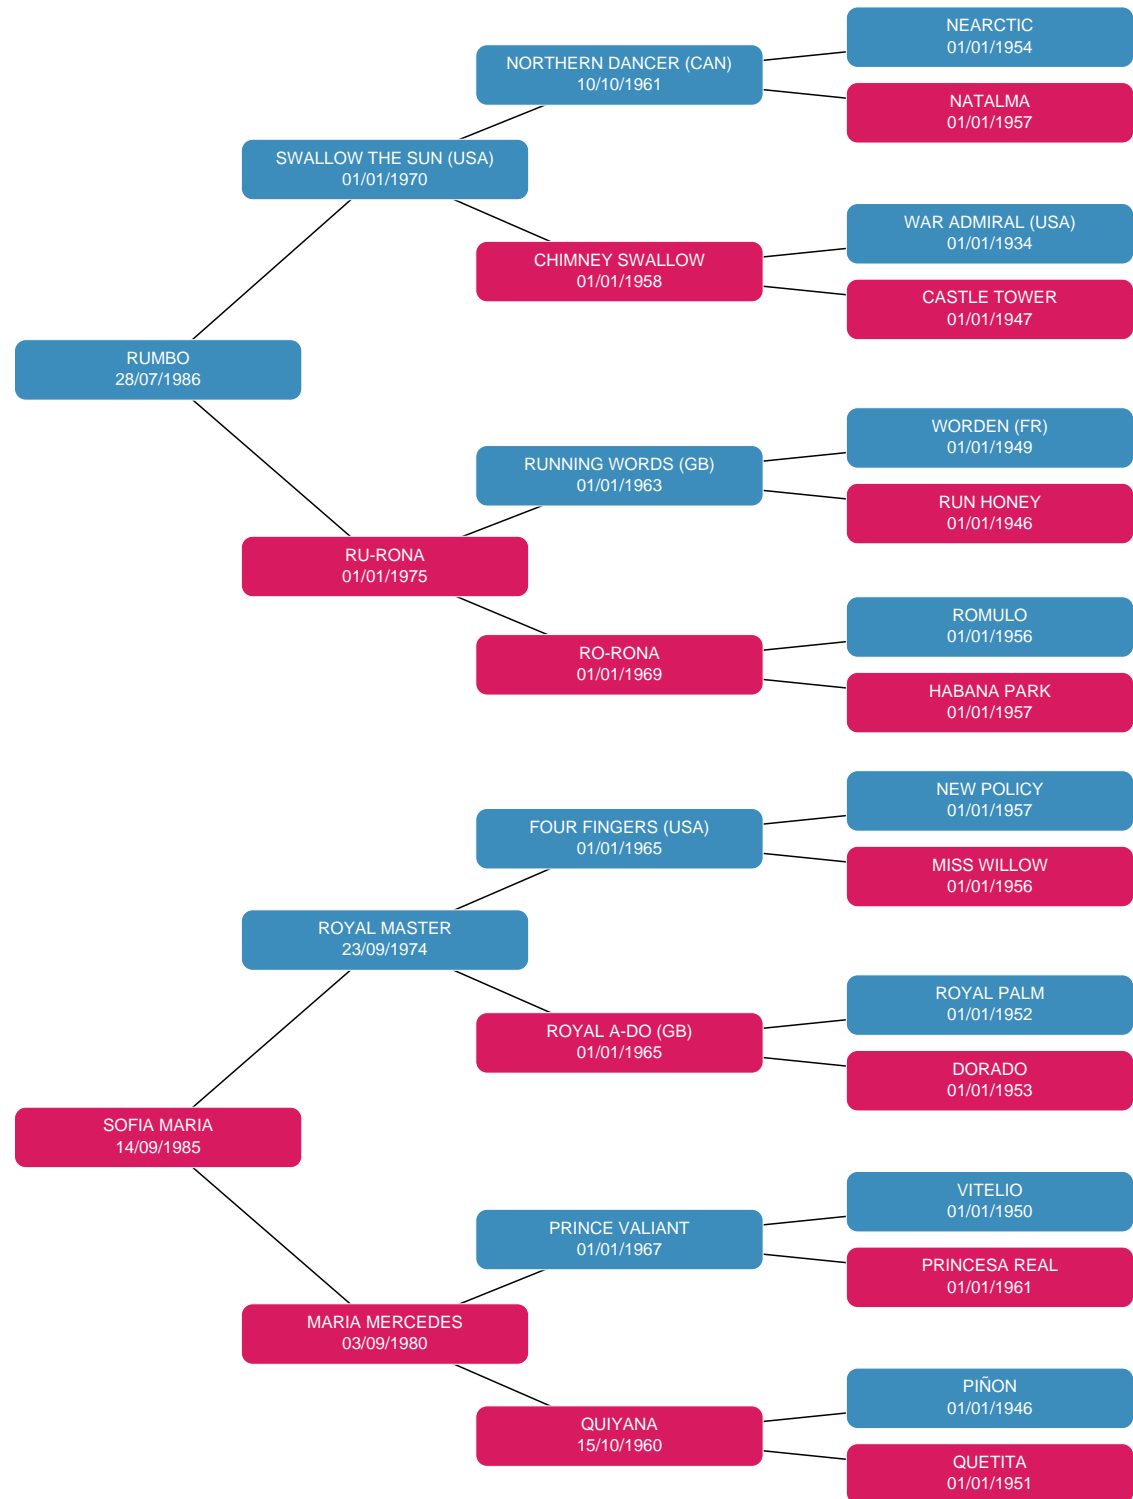 NEARCTIC
01/01/1954
NORTHERN DANCER (CAN)
10/10/1961
NATALMA
01/01/1957
SWALLOW THE SUN (USA)
01/01/1970
WAR ADMIRAL (USA)
01/01/1934
CHIMNEY SWALLOW
01/01/1958
CASTLE TOWER
01/01/1947
RUMBO
28/07/1986
WORDEN (FR)
01/01/1949
RUNNING WORDS (GB)
01/01/1963
RUN HONEY
01/01/1946
RU-RONA
01/01/1975
ROMULO
01/01/1956
RO-RONA
01/01/1969
HABANA PARK
01/01/1957
NEW POLICY
01/01/1957
FOUR FINGERS (USA)
01/01/1965
MISS WILLOW
01/01/1956
ROYAL MASTER
23/09/1974
ROYAL PALM
01/01/1952
ROYAL A-DO (GB)
01/01/1965
DORADO
01/01/1953
SOFIA MARIA
14/09/1985
VITELIO
01/01/1950
PRINCE VALIANT
01/01/1967
PRINCESA REAL
01/01/1961
MARIA MERCEDES
03/09/1980
PIÑON
01/01/1946
QUIYANA
15/10/1960
QUETITA
01/01/1951